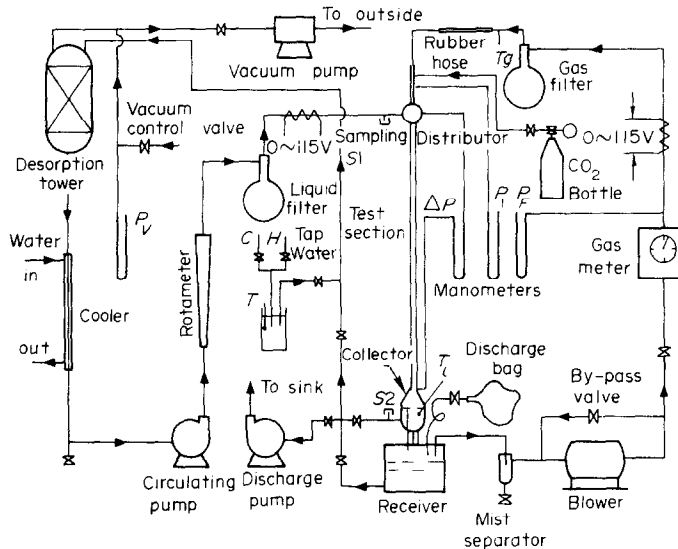 To outside
Rubber hose
Tg
Vacuum pump
Gas filter
Vacuum control
valve
Sampling
S1
Distributor
0~115V
0~115V
CO2 Bottle
Desorption tower
Liquid filter
Pv
ΔP
PI
PF
Water in
C
H
Tap Water
Test section
Gas meter
Rotameter
T
Manometers
Cooler
out
Collector
TL
Discharge bag
To sink
S2
By-pass valve
Circulating pump
Discharge pump
Receiver
Mist separator
Blower